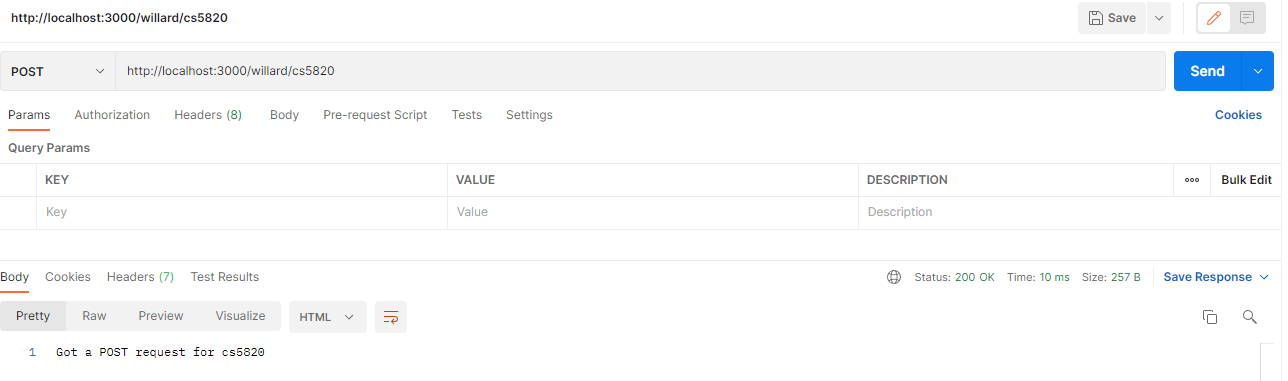 http://localhost:3000/willard/cs5820 Save
POST http://localhost:3000/willard/cs5820 Send
Params Authorization Headers (8) Body Pre-request Script Tests Settings Cookies
Query Params
KEY VALUE DESCRIPTION ooo Bulk Edit
Key Value Description
Body Cookies Headers (7) Test Results Status: 200 OK Time: 10 ms Size: 257 B Save Response
Pretty Raw Preview Visualize HTML
1 Got a POST request for cs5820